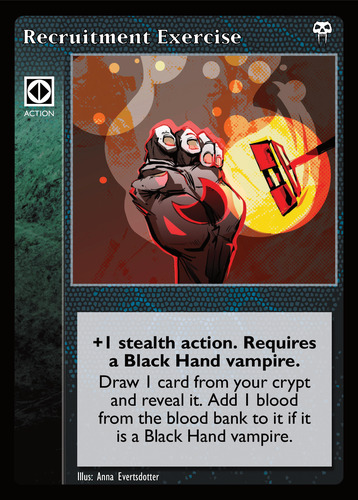 Recruitment Exercise
ACTION
+1 stealth action. Requires
a Black Hand vampire.
Draw 1 card from your crypt
and reveal it. Add 1 blood
from the blood bank to it if it
is a Black Hand vampire.
Illus: Anna Evertsdotter